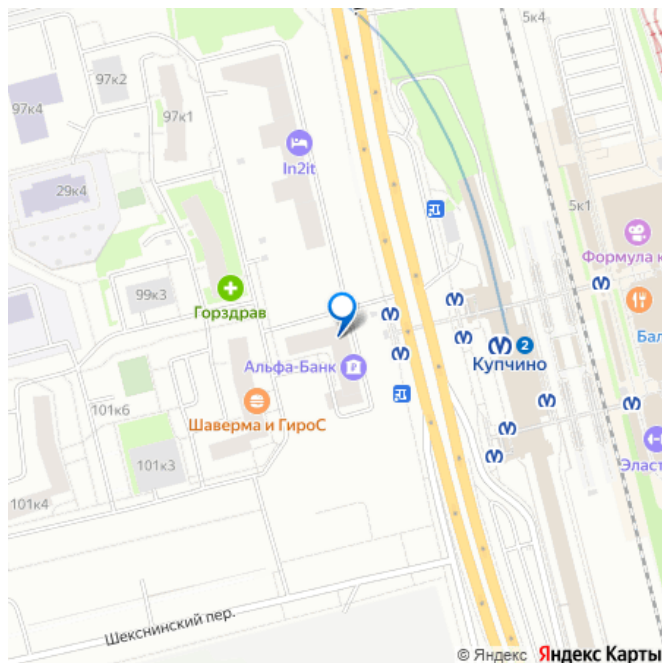 5к4
97к2
97к4
97к1
In2it
29к4
5к1
Формула к
99к3
Горздрав
2
Купчино
Бал
Альфа-Банк
101к6
Шаверма и ГироС
101к3
Эласт
101к4
Шекснинский пер.
© Яндекс Яндекс Карты